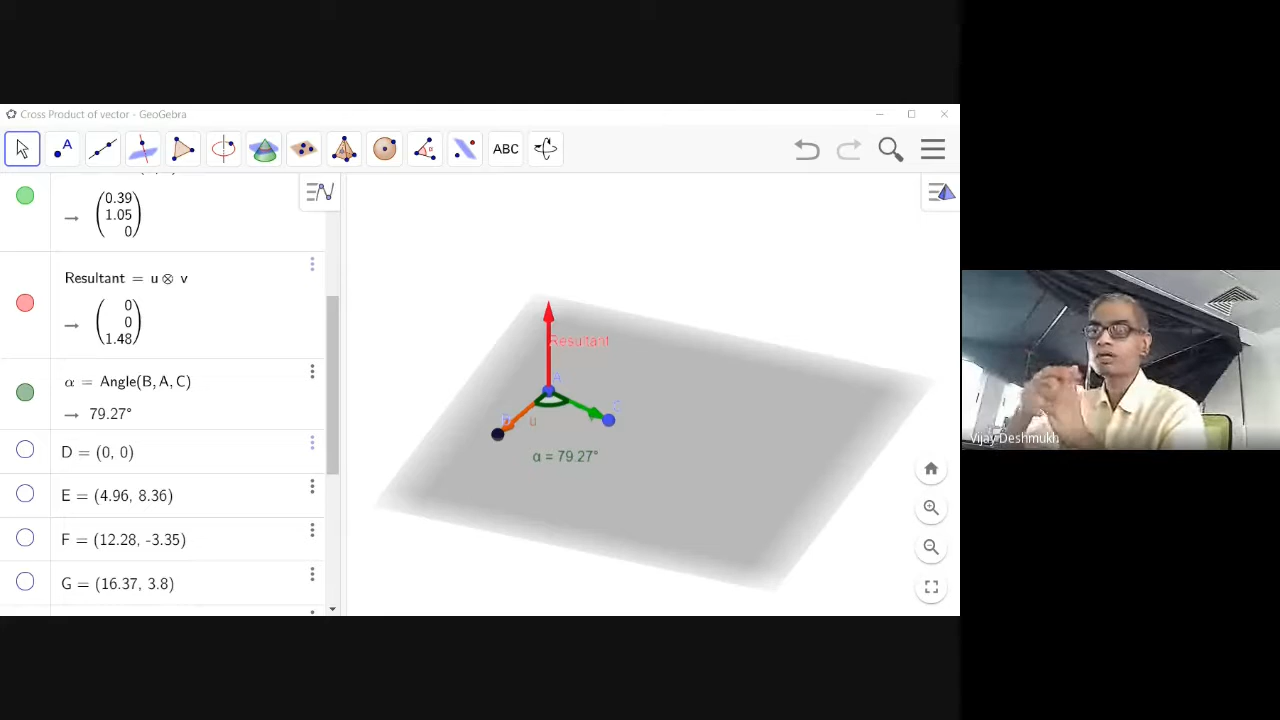 Cross Product of vector - GeoGebra
A
α
ABC
→ 0.39
1.05
0
Resultant = u ⊗ v
→ 0
0
1.48
α = Angle(B, A, C)
→ 79.27°
D = (0, 0)
E = (4.96, 8.36)
F = (12.28, -3.35)
G = (16.37, 3.8)
Resultant
A
B
u
C
α = 79.27°
Vijay Deshmukh